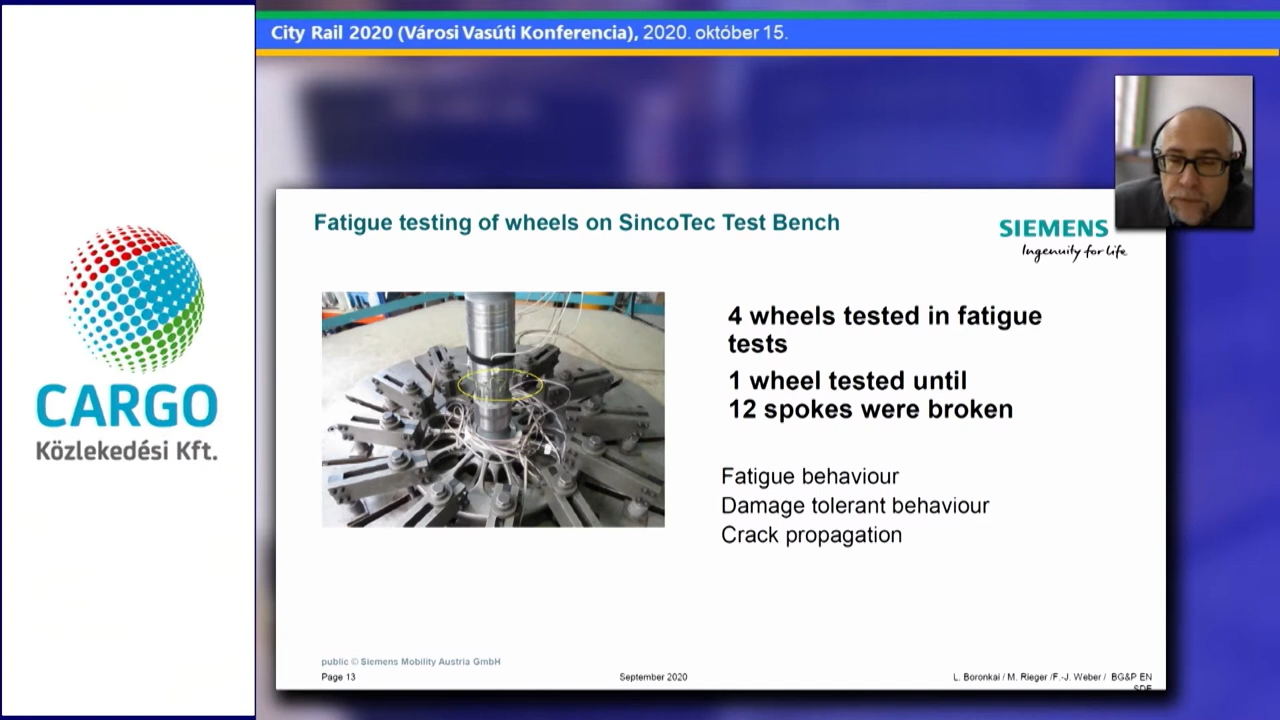 City Rail 2020 (Városi Vasúti Konferencia), 2020. október 15.
CARGO
Közlekedési Kft.
Fatigue testing of wheels on SincoTec Test Bench
SIEMENS
Ingenuity for life
4 wheels tested in fatigue
tests
1 wheel tested until
12 spokes were broken
Fatigue behaviour
Damage tolerant behaviour
Crack propagation
public © Siemens Mobility Austria GmbH
Page 13
September 2020
L. Boronkai / M. Rieger /F.-J. Weber / BG&P EN
SDE